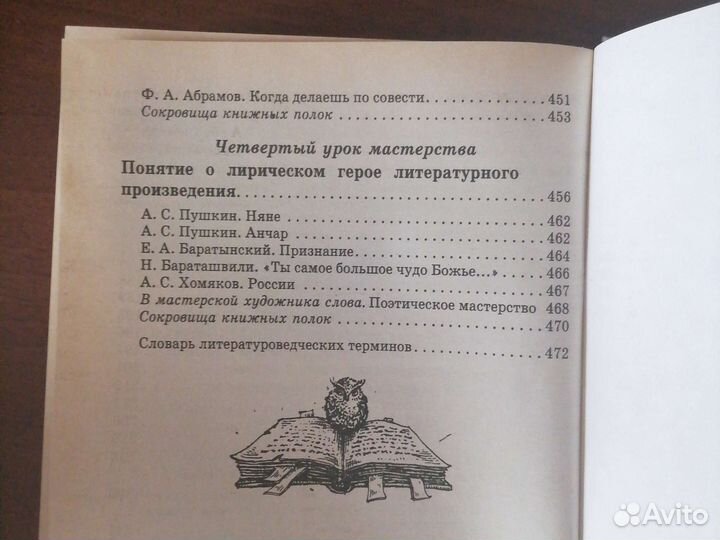 Ф. А. Абрамов. Когда делаешь по совести. . . . . . . . . . . . . 451
Сокровища книжных полок . . . . . . . . . . . . . . . . . . . . . . 453
Четвертый урок мастерства
Понятие о лирическом герое литературного
произведения. . . . . . . . . . . . . . . . . . . . . . . . . . . . . . . . . 456
А. С. Пушкин. Няне . . . . . . . . . . . . . . . . . . . . . . . . . . . . 462
А. С. Пушкин. Анчар . . . . . . . . . . . . . . . . . . . . . . . . . . . 462
Е. А. Баратынский. Признание. . . . . . . . . . . . . . . . . . . . 464
Н. Бараташвили. «Ты самое большое чудо Божье...» . . . . 466
А. С. Хомяков. России . . . . . . . . . . . . . . . . . . . . . . . . . . 467
В мастерской художника слова. Поэтическое мастерство 468
Сокровища книжных полок . . . . . . . . . . . . . . . . . . . . . . 470
Словарь литературоведческих терминов . . . . . . . . . . . . . 472
Avito